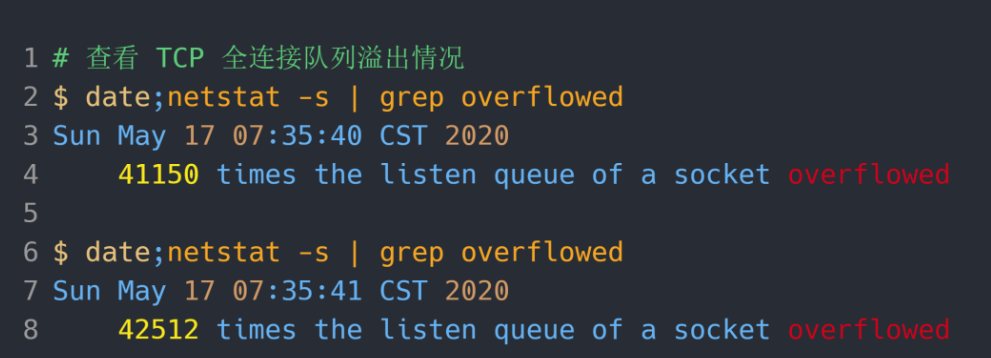 1 # 查看 TCP 全连接队列溢出情况
2 $ date;netstat -s | grep overflowed
3 Sun May 17 07:35:40 CST 2020
4     41150 times the listen queue of a socket overflowed
5
6 $ date;netstat -s | grep overflowed
7 Sun May 17 07:35:41 CST 2020
8     42512 times the listen queue of a socket overflowed